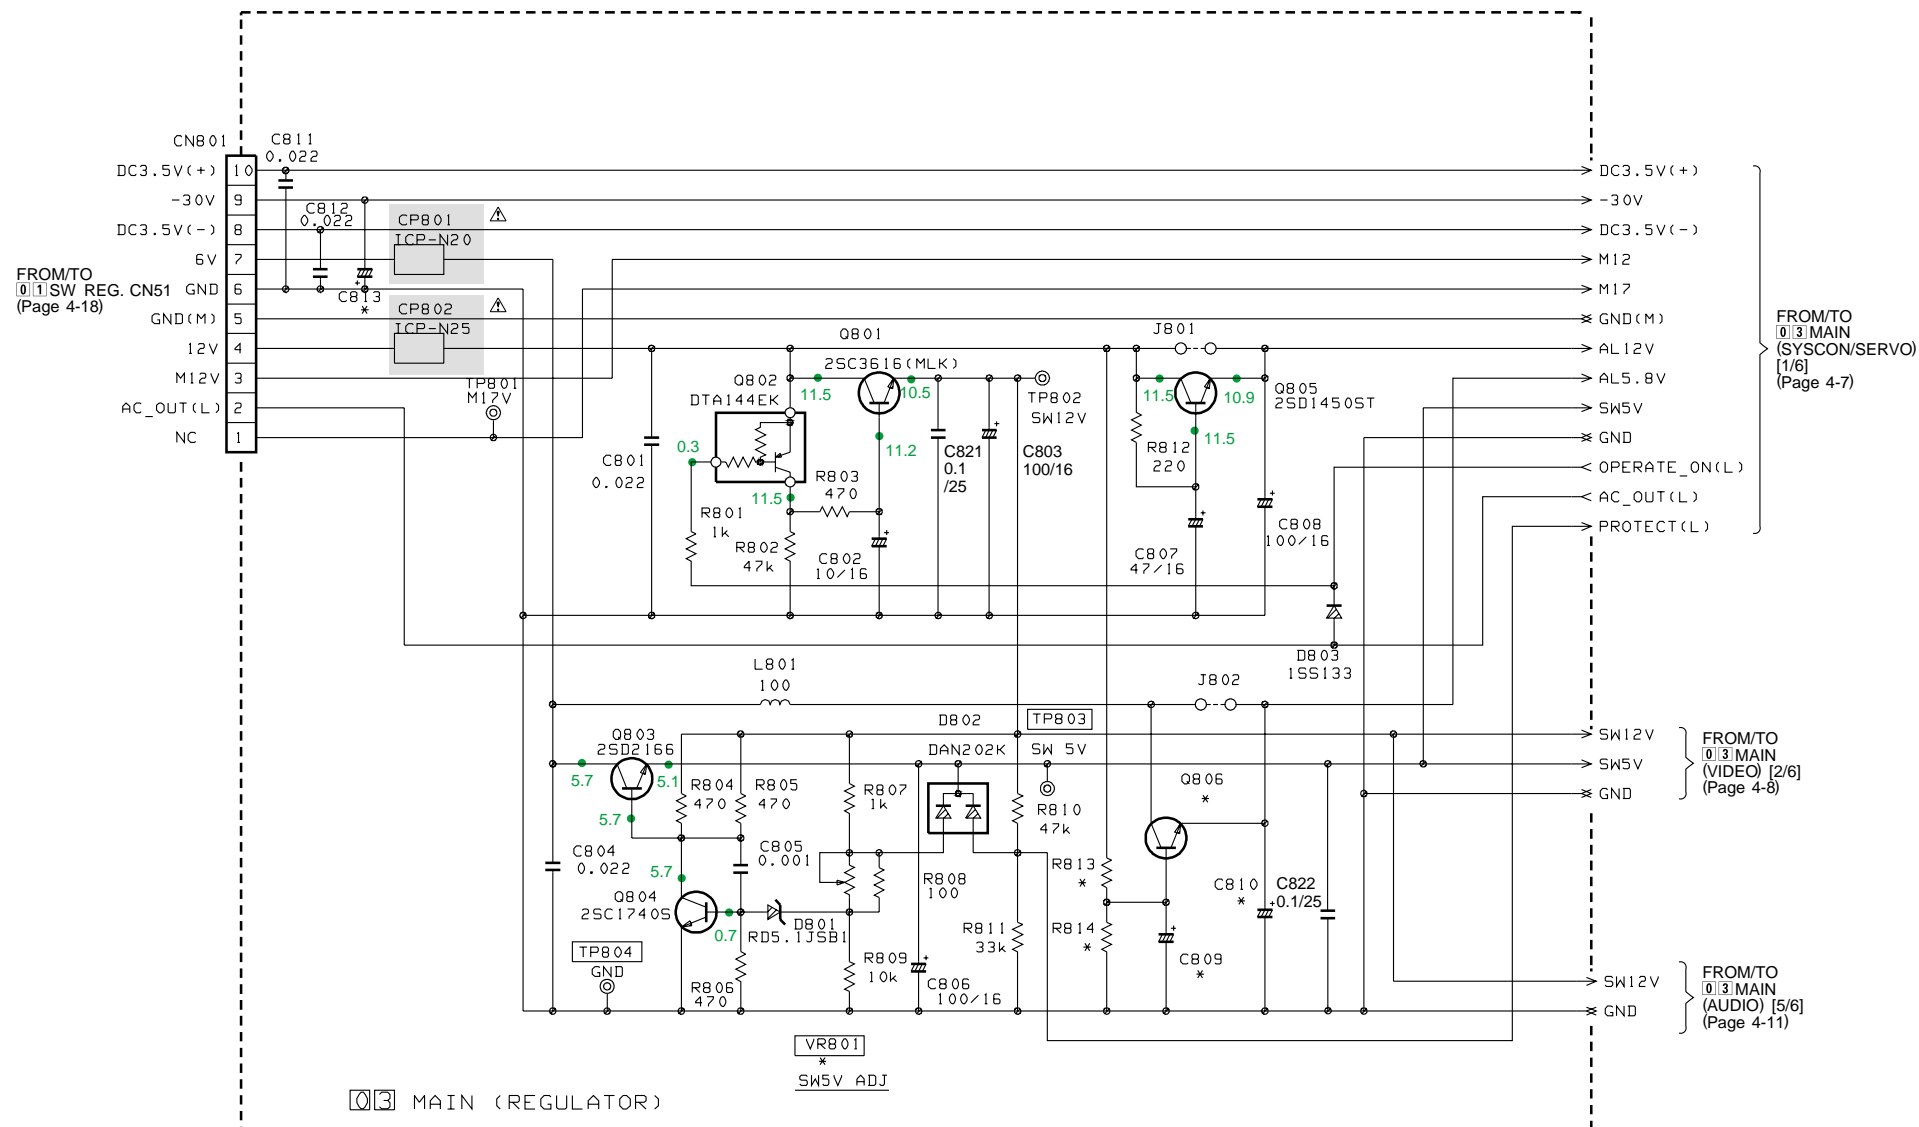 CN801
C811
0.022
DC3.5V(+)
10
DC3.5V(+)
-30V
9
C812
0.022
-30V
DC3.5V(-)
8
CP801
ICP-N20
DC3.5V(-)
6V
7
M12
FROM/TO
01 SW REG. CN51
(Page 4-18)
GND
6
C813
*
M17
GND(M)
5
CP802
ICP-N25
GND(M)
12V
4
Q801
2SC3616(MLK)
J801
AL12V
M12V
3
TP801
M17V
Q802
DTA144EK
11.5
10.5
TP802
SW12V
11.5
10.9
Q805
2SD1450ST
AL5.8V
AC_OUT(L)
2
SW5V
NC
1
GND
0.3
11.2
11.5
C801
0.022
R803
470
C821
0.1
/25
C803
100/16
R812
220
OPERATE_ON(L)
11.5
AC_OUT(L)
R801
1k
R802
47k
C802
10/16
C807
47/16
C808
100/16
PROTECT(L)
FROM/TO
03 MAIN
(SYSCON/SERVO)
[1/6]
(Page 4-7)
D803
1SS133
L801
100
J802
Q803
2SD2166
D802
DAN202K
TP803
SW 5V
SW12V
SW5V
GND
FROM/TO
03 MAIN
(VIDEO) [2/6]
(Page 4-8)
5.7
5.1
R804
470
R805
470
R807
1k
R810
47k
Q806
*
5.7
C804
0.022
C805
0.001
5.7
R808
100
R813
*
C810
*
C822
0.1/25
Q804
2SC1740S
0.7
D801
RD5.1JSB1
R811
33k
R814
*
TP804
GND
R806
470
R809
10k
C806
100/16
C809
*
SW12V
GND
FROM/TO
03 MAIN
(AUDIO) [5/6]
(Page 4-11)
VR801
*
SW5V ADJ
03 MAIN (REGULATOR)